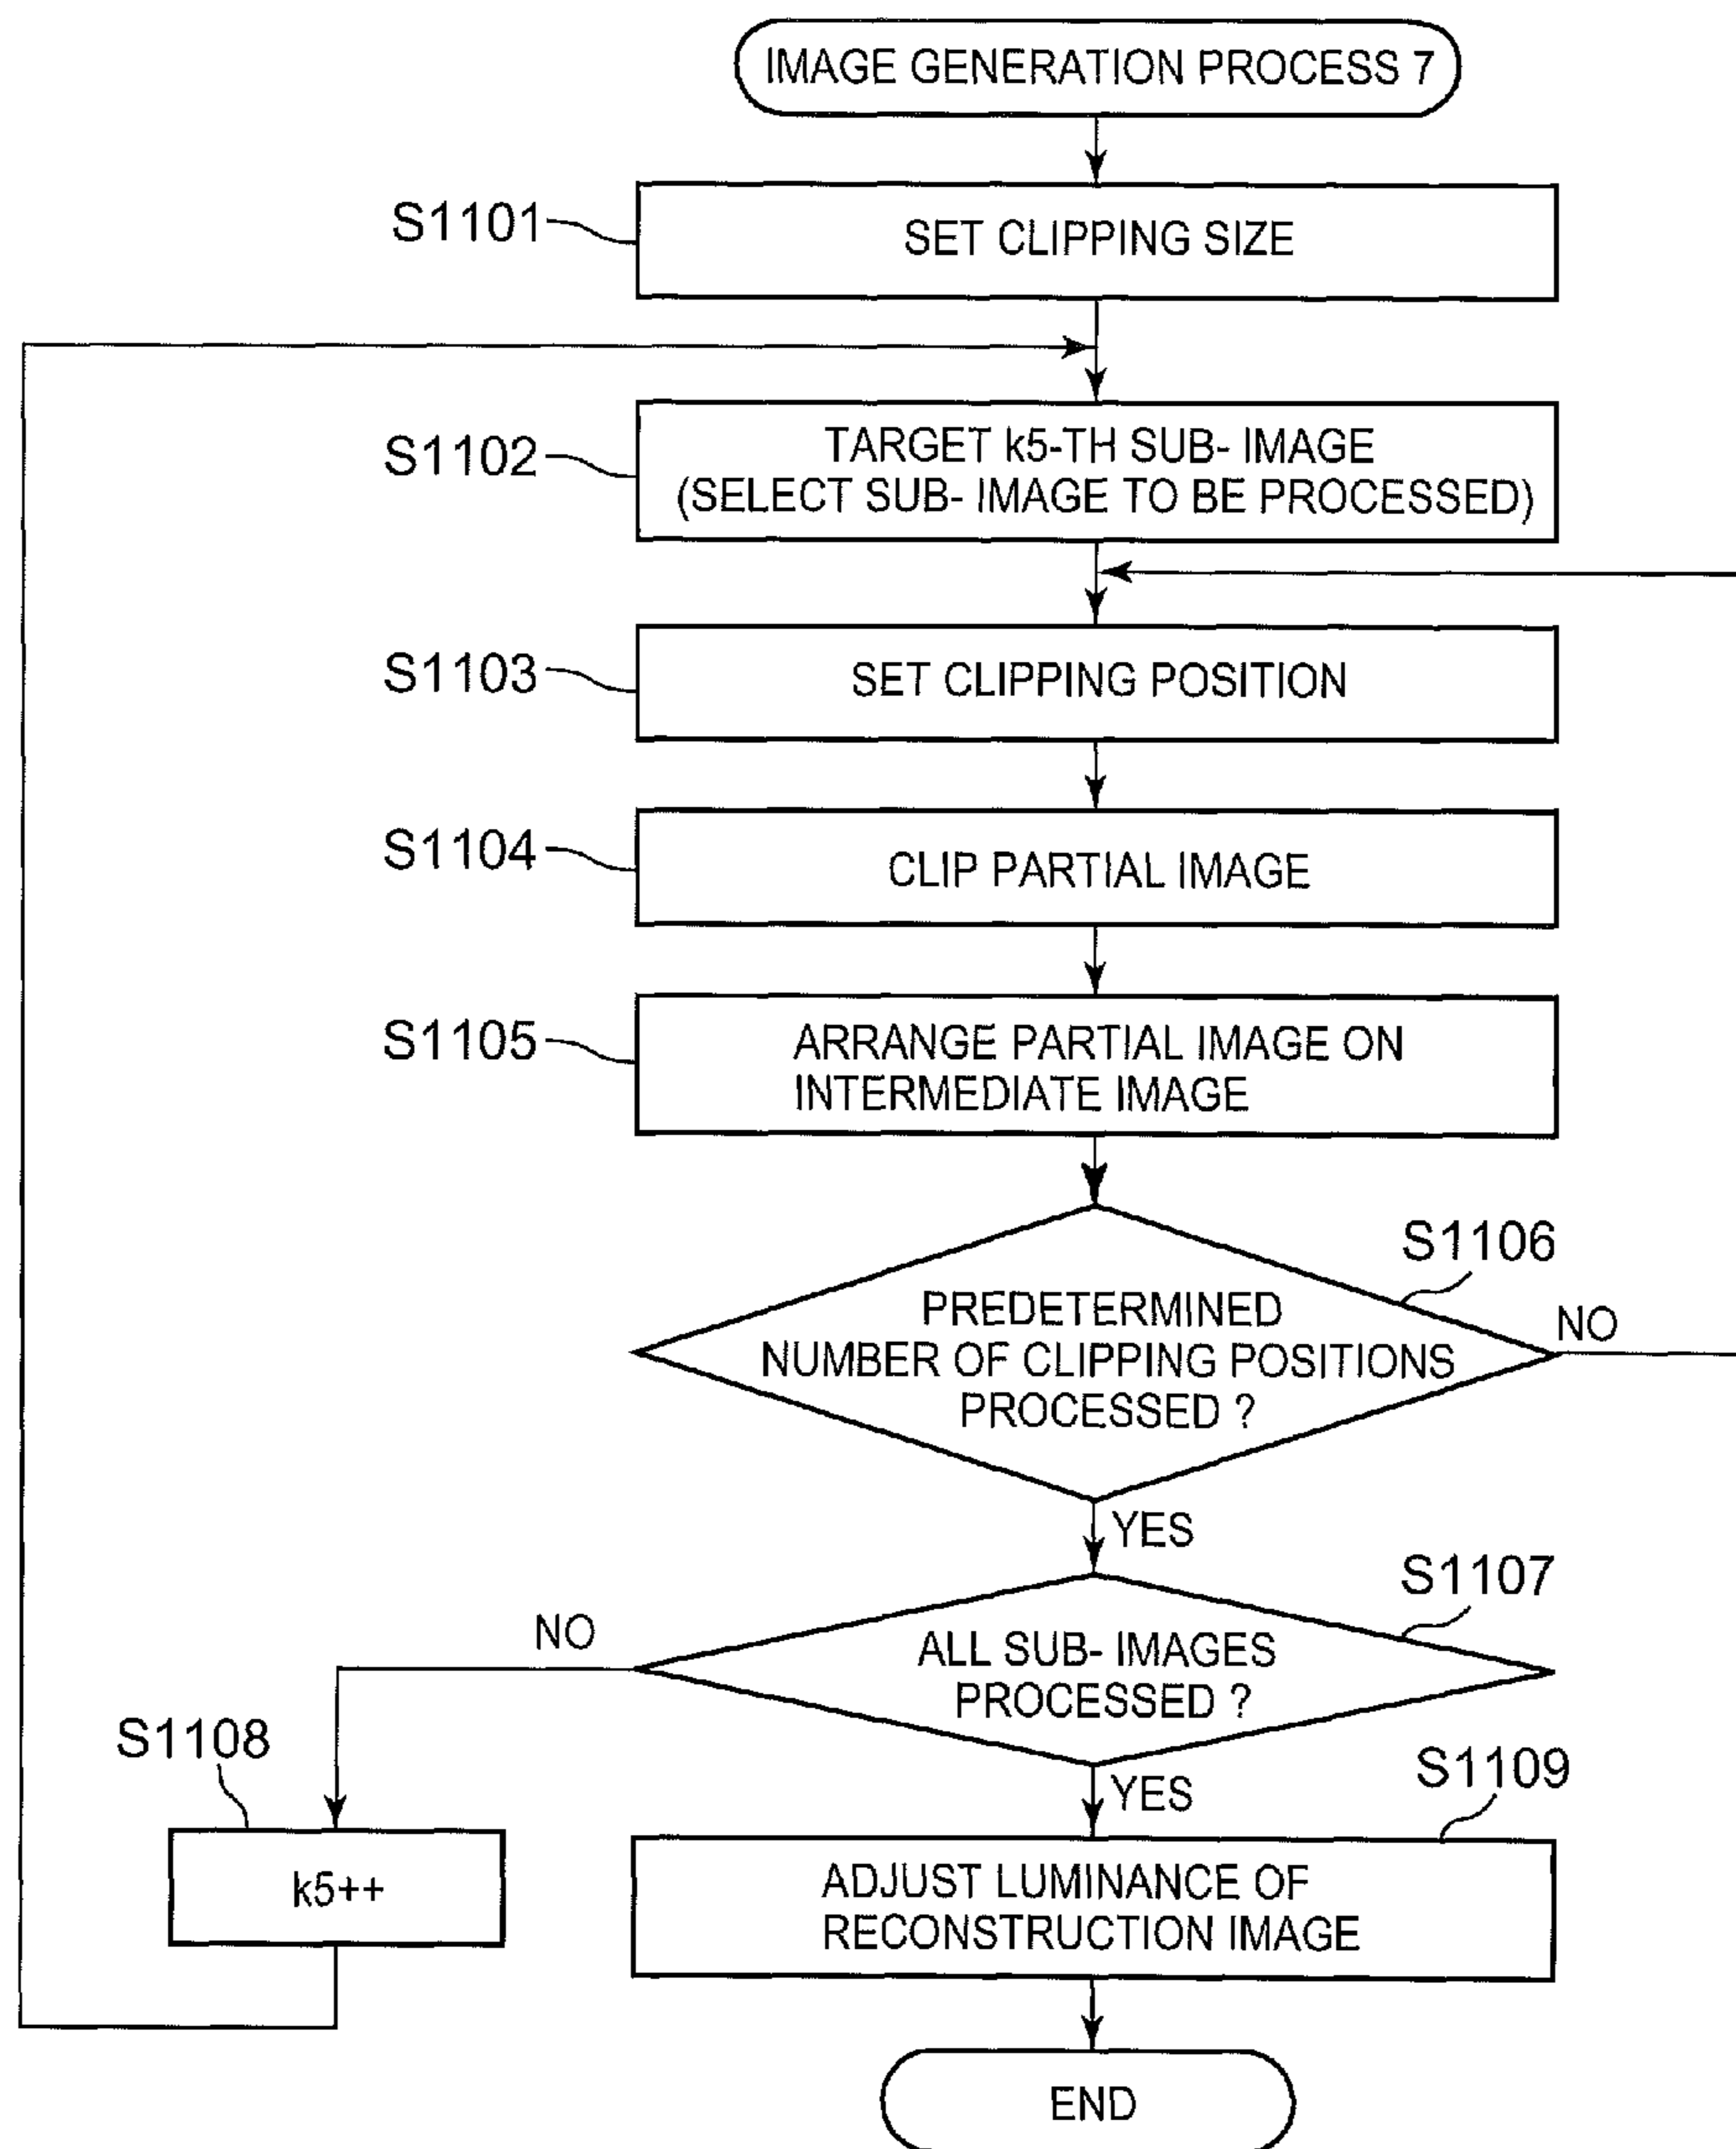 IMAGE GENERATION PROCESS 7
S1101
SET CLIPPING SIZE
S1102
TARGET k5-TH SUB- IMAGE
(SELECT SUB- IMAGE TO BE PROCESSED)
S1103
SET CLIPPING POSITION
S1104
CLIP PARTIAL IMAGE
S1105
ARRANGE PARTIAL IMAGE ON
INTERMEDIATE IMAGE
S1106
PREDETERMINED
NUMBER OF CLIPPING POSITIONS
PROCESSED ?
NO
YES
S1107
ALL SUB- IMAGES
PROCESSED ?
NO
S1108
k5++
YES
S1109
ADJUST LUMINANCE OF
RECONSTRUCTION IMAGE
END